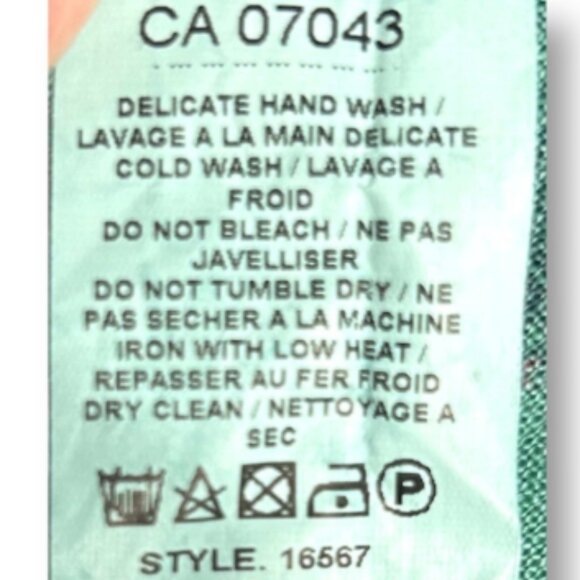 CA 07043
DELICATE HAND WASH /
LAVAGE A LA MAIN DELICATE
COLD WASH / LAVAGE A
FROID
DO NOT BLEACH / NE PAS
JAVELLISER
DO NOT TUMBLE DRY / NE
PAS SECHER A LA MACHINE
IRON WITH LOW HEAT /
REPASSER AU FER FROID
DRY CLEAN / NETTOYAGE A
SEC
P
STYLE. 16567